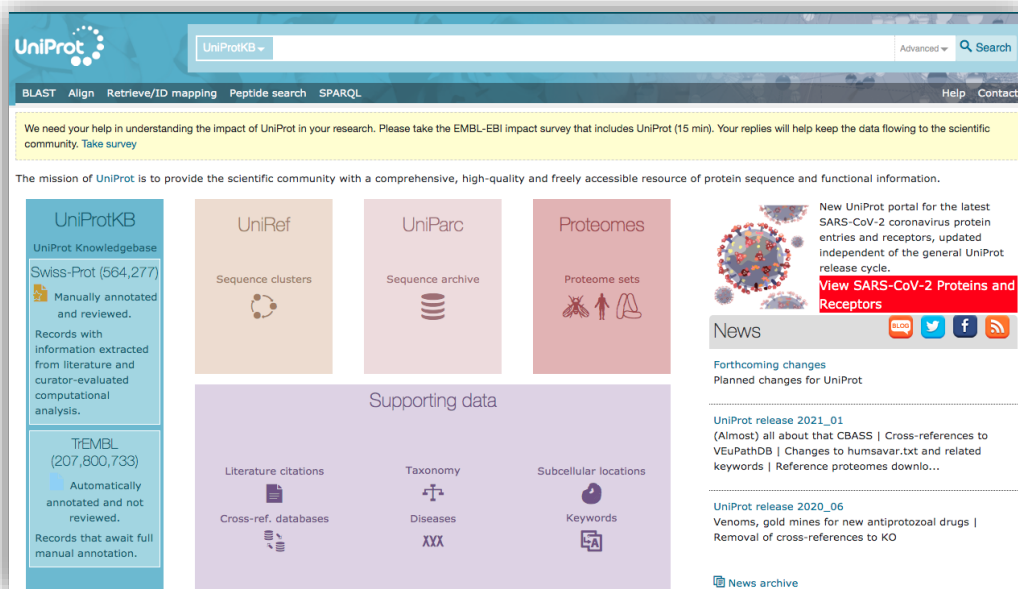 UniProt
UniProtKB
Advanced
Search
BLAST Align Retrieve/ID mapping Peptide search SPARQL
Help Contact
We need your help in understanding the impact of UniProt in your research. Please take the EMBL-EBI impact survey that includes UniProt (15 min). Your replies will help keep the data flowing to the scientific
community. Take survey
The mission of UniProt is to provide the scientific community with a comprehensive, high-quality and freely accessible resource of protein sequence and functional information.
UniProtKB
UniProt Knowledgebase
Swiss-Prot (564,277)
Manually annotated
and reviewed.
Records with
information extracted
from literature and
curator-evaluated
computational
analysis.
TrEMBL
(207,800,733)
Automatically
annotated and not
reviewed.
Records that await full
manual annotation.
UniRef
Sequence clusters
UniParc
Sequence archive
Proteomes
Proteome sets
Supporting data
Literature citations
Taxonomy
Subcellular locations
Cross-ref. databases
Diseases
Keywords
New UniProt portal for the latest
SARS-CoV-2 coronavirus protein
entries and receptors, updated
independent of the general UniProt
release cycle.
View SARS-CoV-2 Proteins and
Receptors
News
BLOG
Forthcoming changes
Planned changes for UniProt
UniProt release 2021_01
(Almost) all about that CBASS | Cross-references to
VEuPathDB | Changes to humsavar.txt and related
keywords | Reference proteomes downlo...
UniProt release 2020_06
Venoms, gold mines for new antiprotozoal drugs |
Removal of cross-references to KO
News archive